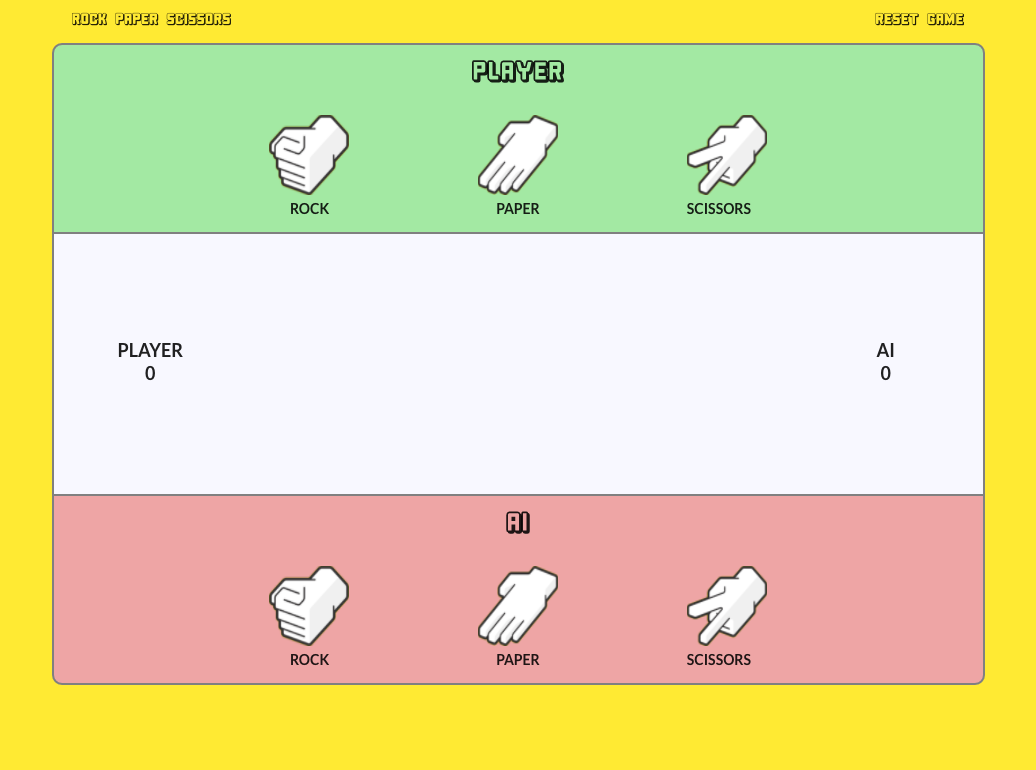 ROCK PAPER SCISSORS
RESET GAME
PLAYER
ROCK
PAPER
SCISSORS
PLAYER
0
AI
0
AI
ROCK
PAPER
SCISSORS